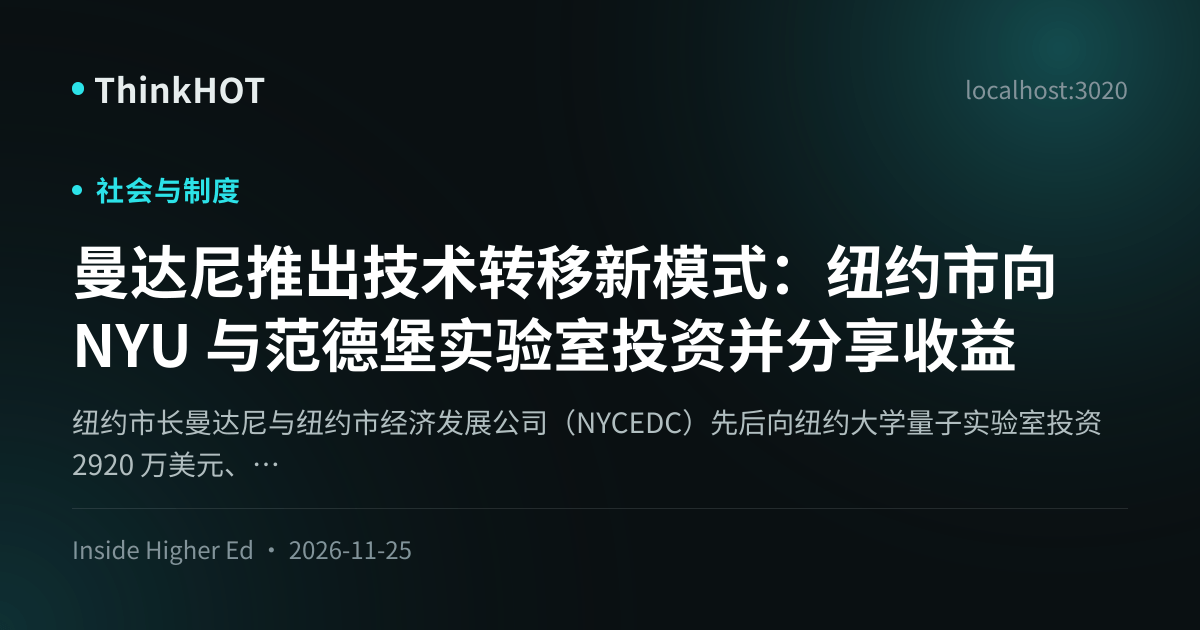 ThinkHOT
localhost:3020
社会与制度
曼达尼推出技术转移新模式：纽约市向
NYU 与范德堡实验室投资并分享收益
纽约市长曼达尼与纽约市经济发展公司（NYCEDC）先后向纽约大学量子实验室投资
2920 万美元、…
Inside Higher Ed · 2026-11-25